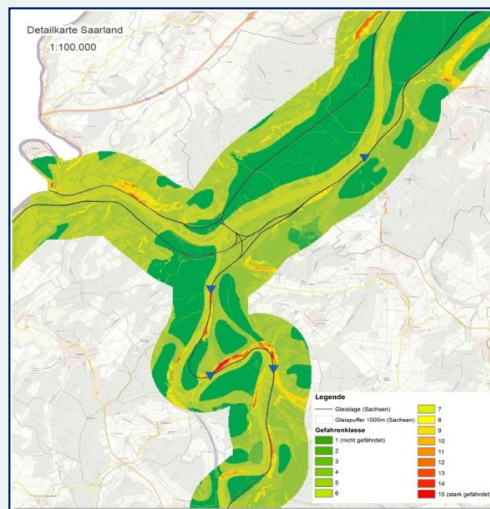 Detailkarte Saarland
1:100.000
Legende
Gleislage (Sachsen)
Gleispuffer 1000m (Sachsen)
Gefahrenklasse
1 (nicht gefährdet)
2
3
4
5
6
7
8
9
10
11
12
13
14
15 (stark gefährdet)